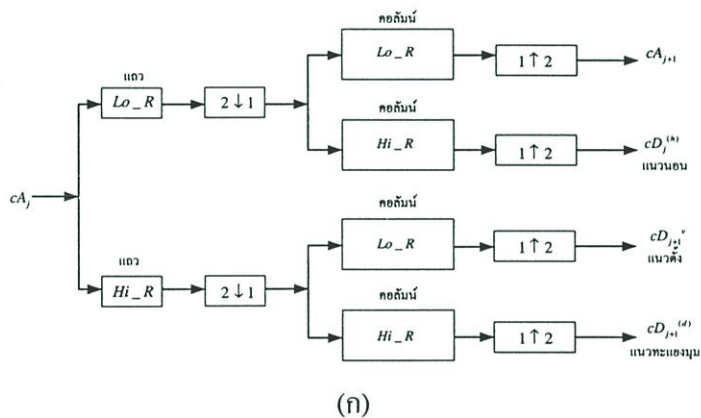 คอลัมน์
Lo_R
1↑2
cA_{j+1}
แถว
Lo_R
2↓1
คอลัมน์
Hi_R
1↑2
cD_j^{(h)}
แนวนอน
cA_j
คอลัมน์
Lo_R
1↑2
cD_{j+1}^v
แนวตั้ง
แถว
Hi_R
2↓1
คอลัมน์
Hi_R
1↑2
cD_{j+1}^{(d)}
แนวทะแยงมุม
(ก)